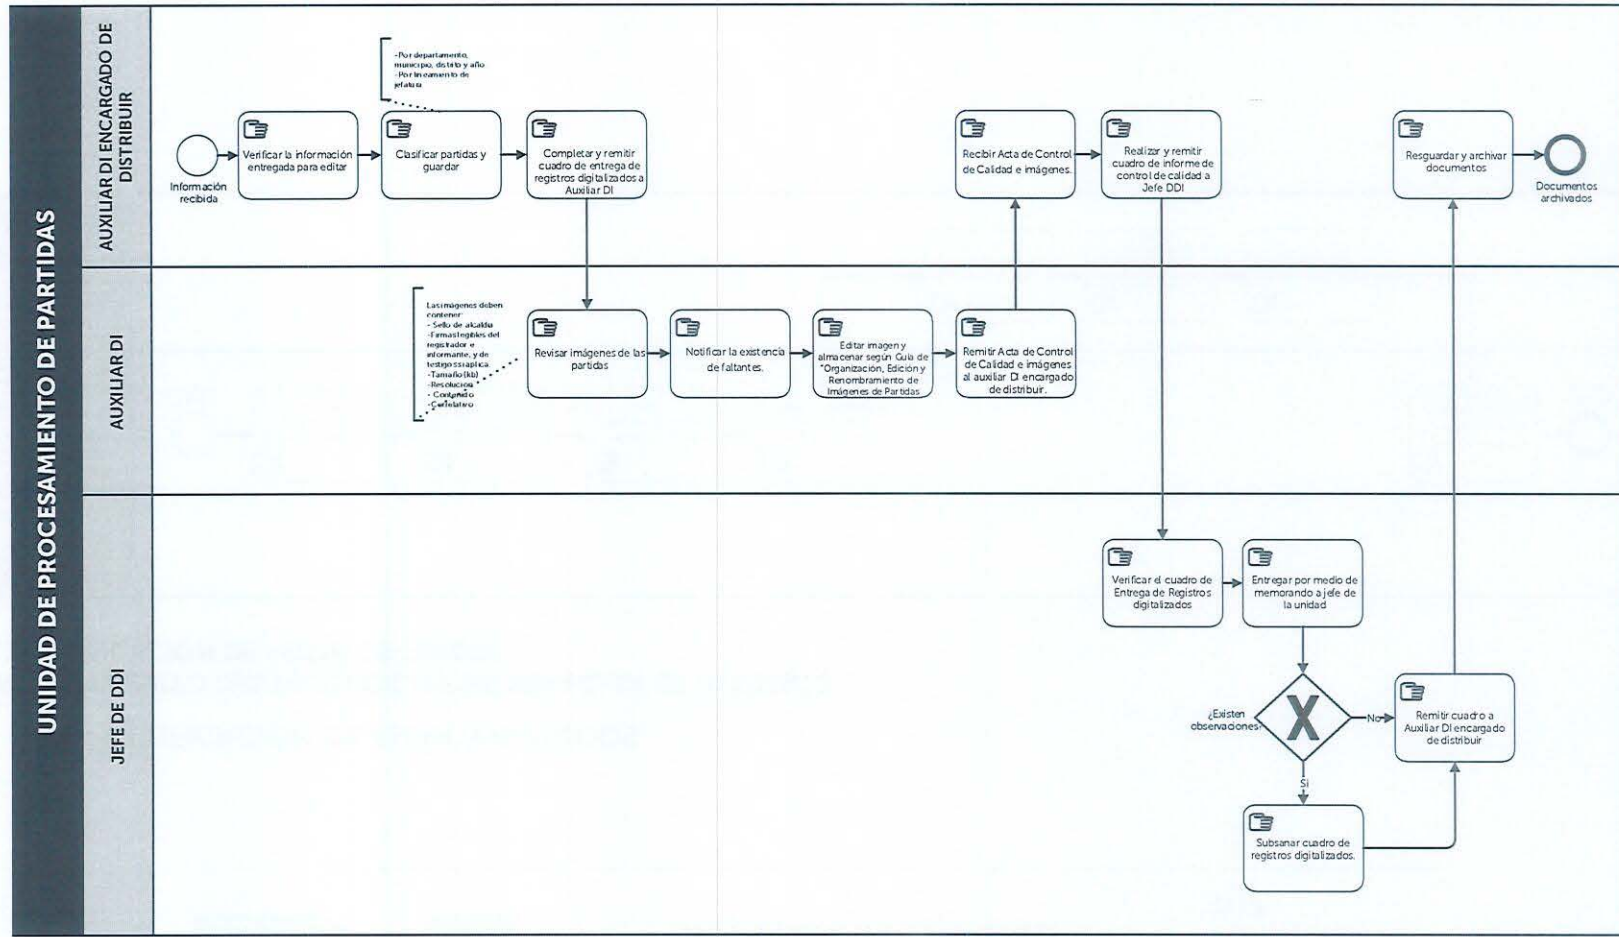 UNIDAD DE PROCESAMIENTO DE PARTIDAS
AUXILIAR DI ENCARGADO DE
DISTRIBUIR
-Por departamento,
municipio, distrito y año
-Por lineamiento de
jefatura
Información
recibida
Verificar la información
entregada para editar
Clasificar partidas y
guardar
Completar y remitir
cuadro de entrega de
registros digitalizados a
Auxiliar DI
Recibir Acta de Control
de Calidad e imágenes.
Realizar y remitir
cuadro de informe de
control de calidad a
Jefe DDI
Resguardar y archivar
documentos
Documentos
archivados
AUXILIAR DI
Las imágenes deben
contener:
- Sello de alcaldia
-Firmas legibles del
registrador e
informante, y de
testigos si aplica.
-Tamaño (kb)
-Resolucion
- Contenido
-Correlativo
Revisar imágenes de las
partidas
Notificar la existencia
de faltantes.
Editar imagen y
almacenar según Guía de
"Organización, Edición y
Renombramiento de
Imágenes de Partidas
Remitir Acta de Control
de Calidad e imágenes
al auxiliar DI encargado
de distribuir.
JEFE DE DDI
Verificar el cuadro de
Entrega de Registros
digitalizados
Entregar por medio de
memorando a jefe de
la unidad
¿Existen
observaciones?
No
Remitir cuadro a
Auxiliar DI encargado
de distribuir
Si
Subsanar cuadro de
registros digitalizados.